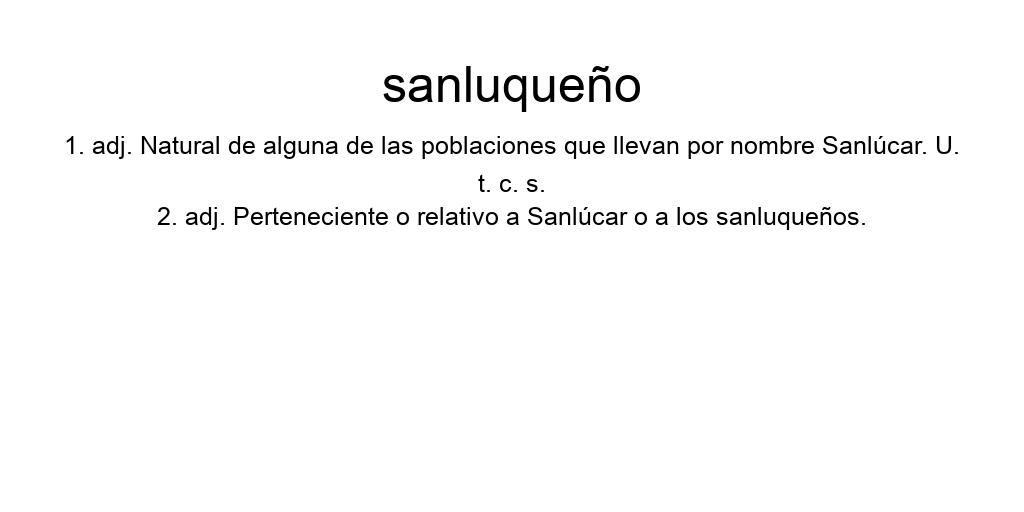 sanluqueño
1. adj. Natural de alguna de las poblaciones que llevan por nombre Sanlúcar. U.
t. c. s.
2. adj. Perteneciente o relativo a Sanlúcar o a los sanluqueños.